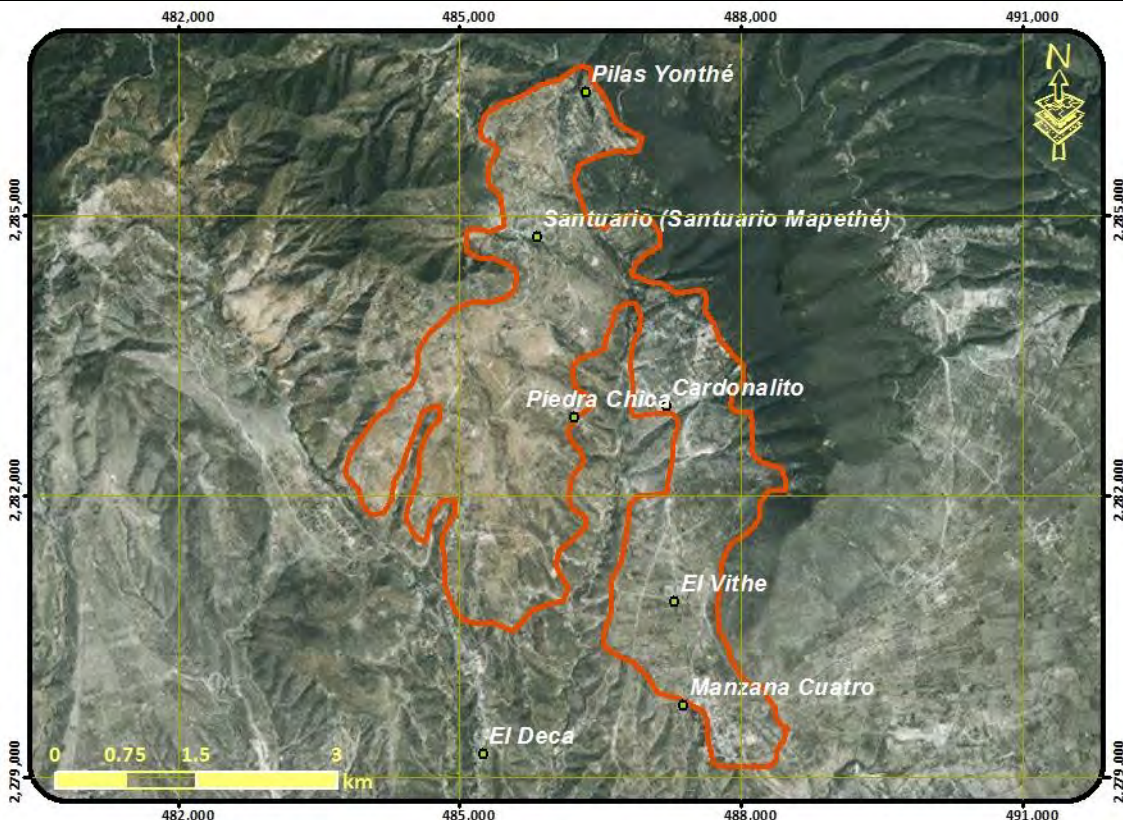 482,000 485,000 488,000 491,000
N
Pilas Yonthé
2,285,000 2,285,000
Santuario (Santuario Mapethé)
Cardonalito
Piedra Chica
2,282,000 2,282,000
El Vithe
Manzana Cuatro
El Deca
0 0.75 1.5 3
km
2,279,000 2,279,000
482,000 485,000 488,000 491,000